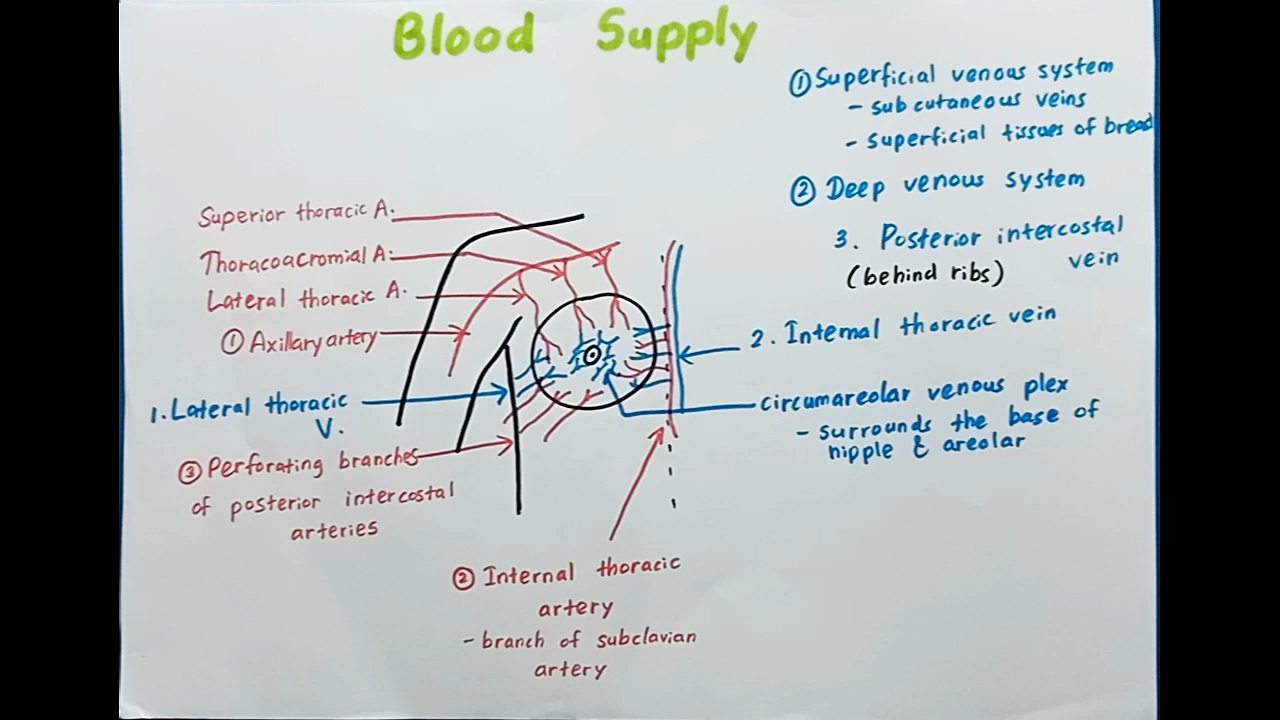 Blood Supply
① Superficial venous system
- subcutaneous veins
- superficial tissues of breast
② Deep venous system
3. Posterior intercostal
vein
(behind ribs)
2. Internal thoracic vein
circumareolar venous plex
- surrounds the base of
nipple & areolar
Superior thoracic A.
Thoracoacromial A.
Lateral thoracic A.
① Axillary artery
1. Lateral thoracic
V.
③ Perforating branches
of posterior intercostal
arteries
② Internal thoracic
artery
- branch of subclavian
artery